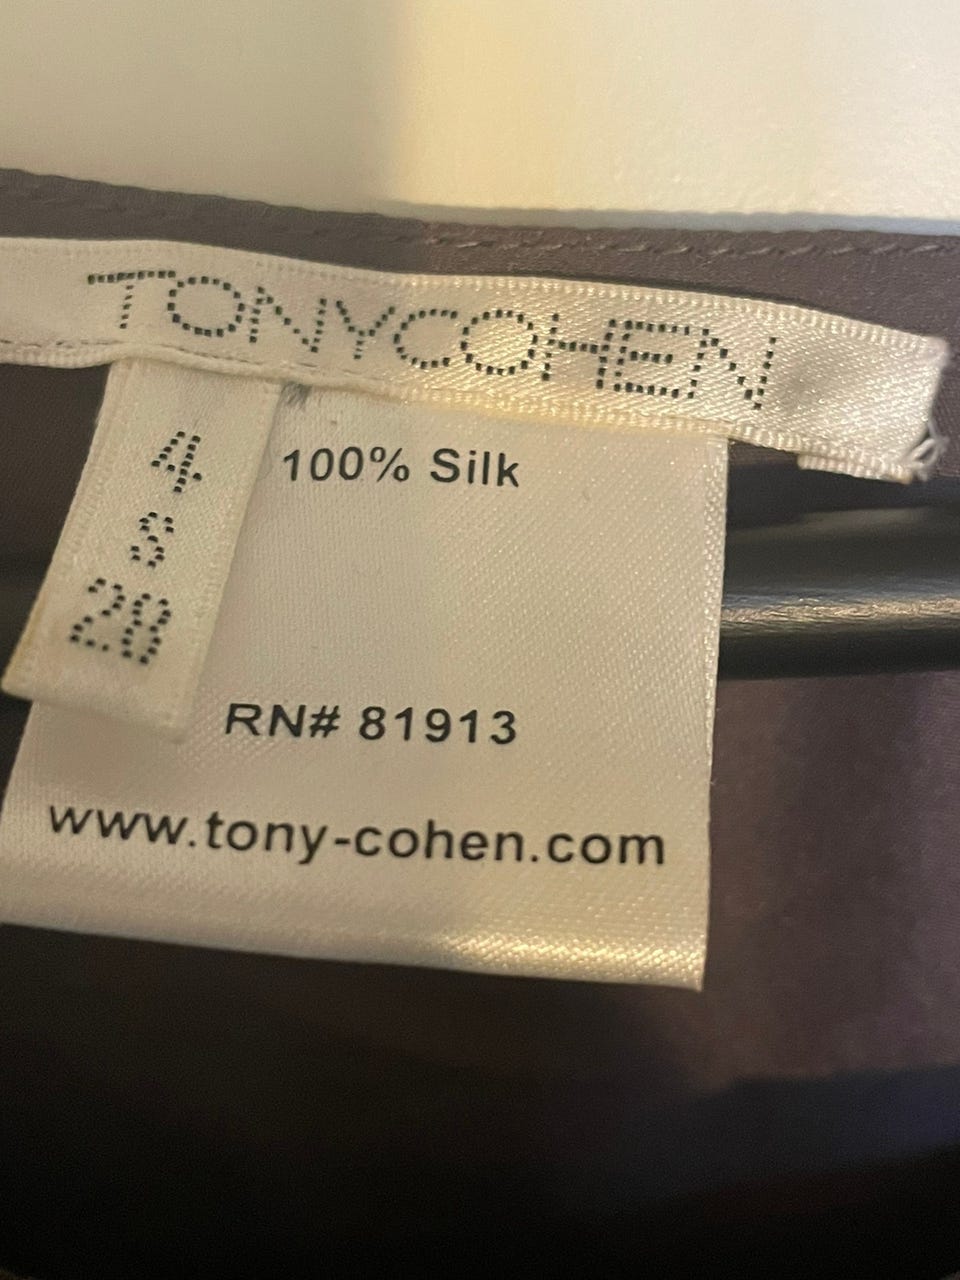 TONYCOHEN
4
S
28
100% Silk
RN# 81913
www.tony-cohen.com